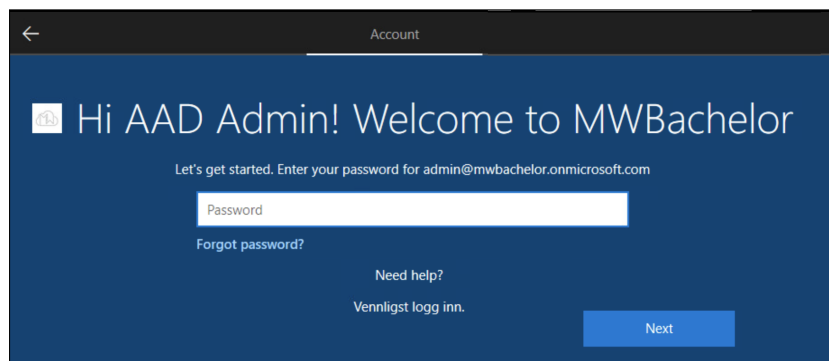 Account
Hi AAD Admin! Welcome to MWBachelor
Let's get started. Enter your password for admin@mwbachelor.onmicrosoft.com
Password
Forgot password?
Need help?
Vennligst logg inn.
Next